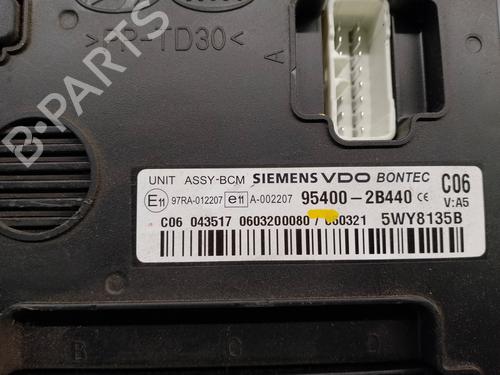 >PP-TD30<
A
UNIT ASSY-BCM SIEMENS VDO BONTEC C06
E11 97RA-012207 e11 A-002207 95400-2B440 CE V:A5
C06 043517 0603200080/060321 5WY8135B
B C D
B-PARTS